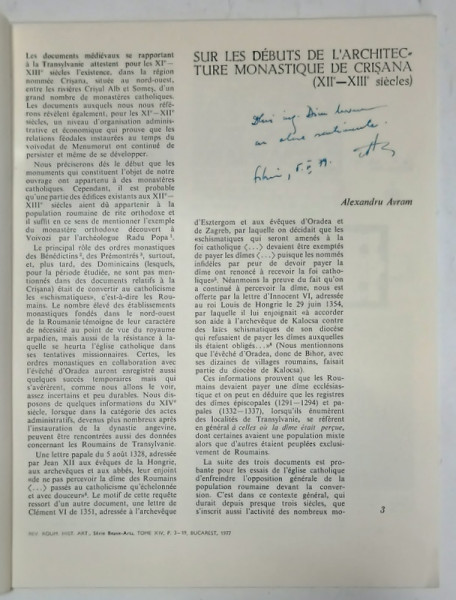 SUR LES DÉBUTS DE L'ARCHITEC-
TURE MONASTIQUE DE CRIŞANA
(XIIᵉ—XIIIᵉ siècles)
Alexandru Avram
Les documents médiévaux se rapportant
à la Transylvanie attestent pour les XIᵉ—
XIIIᵉ siècles l'existence, dans la région
nommée Crişana, située au nord-ouest,
entre les rivières Crişul Alb et Someş, d'un
grand nombre de monastères catholiques.
Les documents auxquels nous nous réfé-
rons révèlent également, pour les XIᵉ—XIIIᵉ
siècles, un niveau d'organisation adminis-
trative et économique qui prouve que les
relations féodales instaurées au temps du
voïvodat de Menumorut ont continué de
persister et même de se développer.
Nous préciserons dès le début que les
monuments qui constituent l'objet de notre
ouvrage ont appartenu à des monastères
catholiques. Cependant, il est probable
qu'une partie des édifices existants aux XIIᵉ—
XIIIᵉ siècles aient dû appartenir à la
population roumaine de rite orthodoxe et
il suffit en ce sens de mentionner l'exemple
du monastère orthodoxe découvert à
Voivozi par l'archéologue Radu Popa
Le principal rôle des ordres monastiques
des Bénédictins, des Prémontrés, surtout,
et, plus tard, des Dominicains (lesquels,
pour la période étudiée, ne sont pas men-
tionnés dans des documents relatifs à la
Crişana) était de convertir au catholicisme
les «schismatiques», c'est-à-dire les Rou-
mains. Le nombre élevé des établissements
monastiques fondés dans le nord-ouest
de la Roumanie témoigne de leur caractère
de nécessité au point de vue du royaume
arpadien, mais aussi de la résistance à la-
quelle se heurta l'église catholique dans
ses tentatives missionnaires. Certes, les
ordres monastiques en collaboration avec
l'évêché d'Oradea auront enregistré aussi
quelques succès temporaires mais qui
s'avérèrent, comme nous allons le voir,
assez incertains et peu durables. Nous dis-
posons de quelques informations du XIVᵉ
siècle, lorsque dans la catégorie des actes
administratifs, devenus plus nombreux après
l'instauration de la dynastie angevine,
peuvent être rencontrées aussi des données
concernant les Roumains de Transylvanie.
Une lettre papale du 5 août 1328, adressée
par Jean XII aux évêques de la Hongrie,
aux archevêques et aux abbés, leur enjoint
«de ne pas percevoir la dîme des Roumains
(...) passés au catholicisme qu'échelonnée
et avec douceur». Le motif de cette requête
ressort d'un autre document, une lettre de
Clément VI de 1351, adressée à l'archevêque
d'Esztergom et aux évêques d'Oradea et
de Zagreb, par laquelle on décidait que les
«schismatiques qui seront amenés à la
foi catholique (...) devaient être exemptés
de payer les dîmes (...) puisque les nommés
infidèles par peur de devoir payer la
dîme ont renoncé à recevoir la foi catho-
lique». Néanmoins la preuve du fait qu'on
a continué à percevoir la dîme, nous est
offerte par la lettre d'Innocent VI, adressée
au roi Louis de Hongrie le 29 juin 1354,
par laquelle il lui enjoignait «à accorder
son aide à l'archevêque de Kalocsa contre
des laïrs schismatiques de son diocèse
qui refusaient de payer les dîmes auxquelles
ils étaient obligés...» (Nous mentionnons
que l'évêché d'Oradea, donc de Bihor, avec
ses dizaines de villages roumains, faisait
partie du diocèse de Kalocsa).
Ces informations prouvent que les Rou-
mains devaient payer une dîme ecclésias-
tique et on peut en déduire que les registres
des dîmes épiscopales (1291—1294) et pa-
pales (1332—1337), lorsqu'ils énumèrent
des localités de Transylvanie, se réfèrent
en général à celles où la dîme était perçue,
dont certaines avaient une population mixte
alors que d'autres étaient peuplées exclusi-
vement de Roumains.
La suite des trois documents est pro-
bante pour les essais de l'église catholique
d'enfreindre l'opposition générale de la
population roumaine devant la conver-
sion. C'est dans ce contexte général, qui
durait depuis presque trois siècles, que
s'inscrit aussi l'activité des nombreux mo-
REV. ROUM. HIST. ART, Série Beaux-Arts, TOME XIV, P. 3—19, BUCAREST, 1977
3